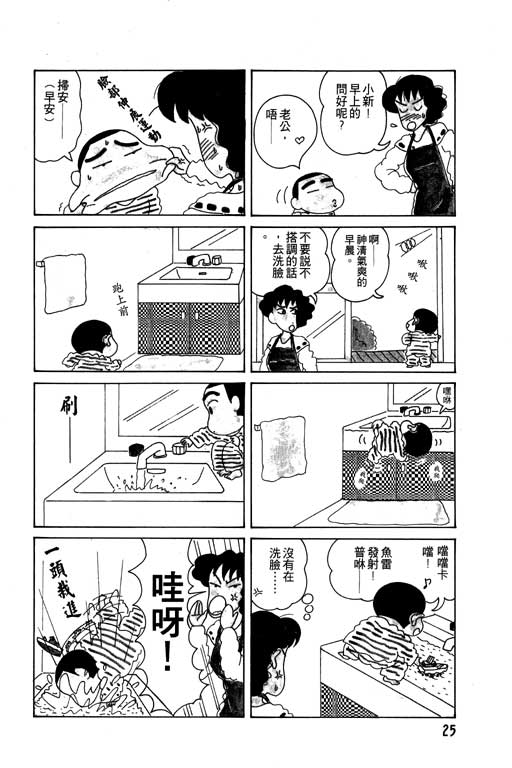 小新！
早上的
問好呢？
老公，
唔——♡
臉部伸展運動
掃安——
（早安）
啊
神清氣爽的
早晨。
啾
啾
啾
不要說不
搭調的話
，去洗臉
。
跑上前
嘿咻
刷
噹噹卡
噹！♪
魚雷
發射！
普咻——
沒有在
洗臉……
哇呀！
一頭栽進
25